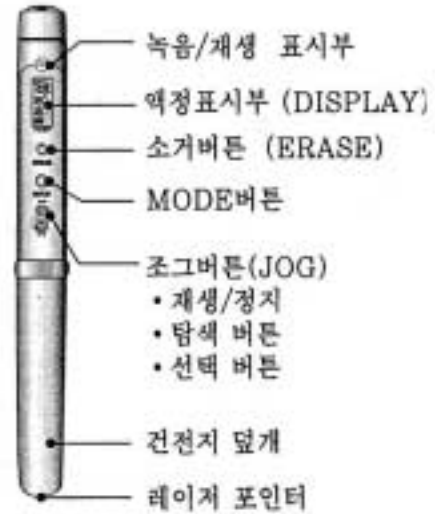 녹음/재생 표시부
액정표시부 (DISPLAY)
소거버튼 (ERASE)
MODE버튼
조그버튼(JOG)
• 재생/정지
• 탐색 버튼
• 선택 버튼
건전지 덮개
레이저 포인터